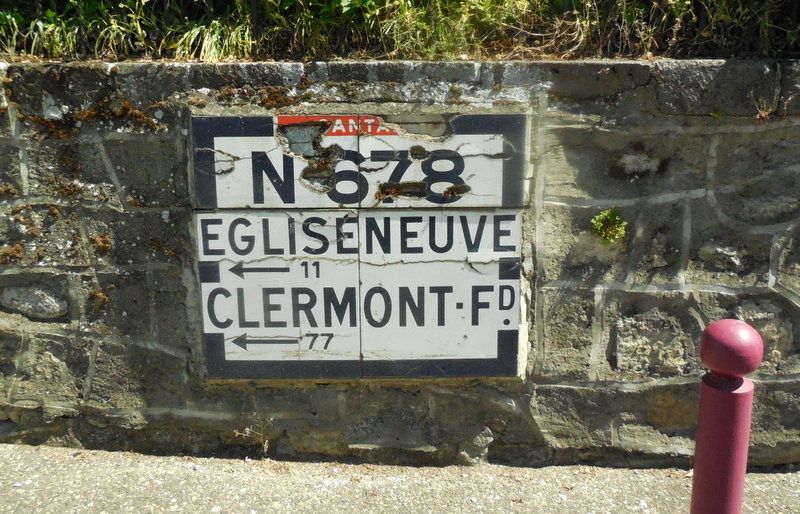 N 678
EGLISENEUVE
← 11
CLERMONT-FD.
← 77